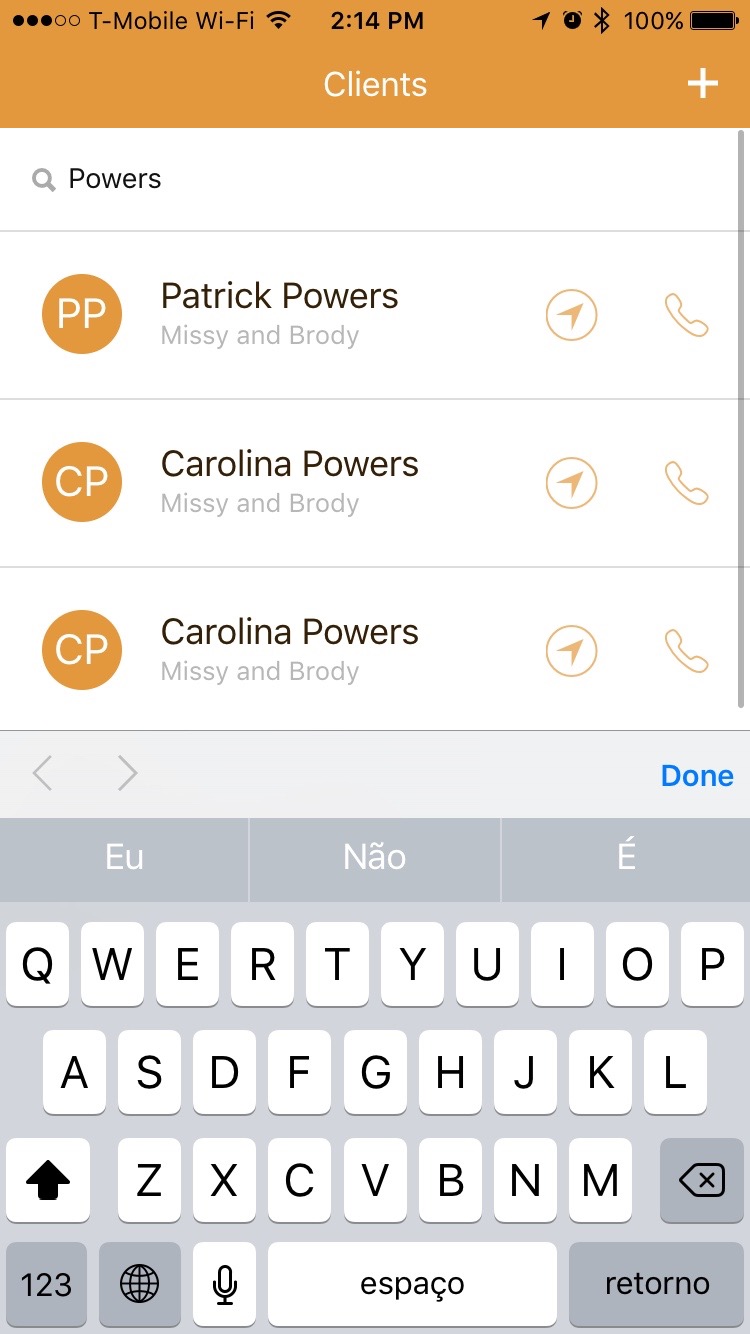 T-Mobile Wi-Fi 2:14 PM 100%
Clients
Powers
PP Patrick Powers
Missy and Brody
CP Carolina Powers
Missy and Brody
CP Carolina Powers
Missy and Brody
Done
Eu Não É
Q W E R T Y U I O P
A S D F G H J K L
Z X C V B N M
123 espaço retorno